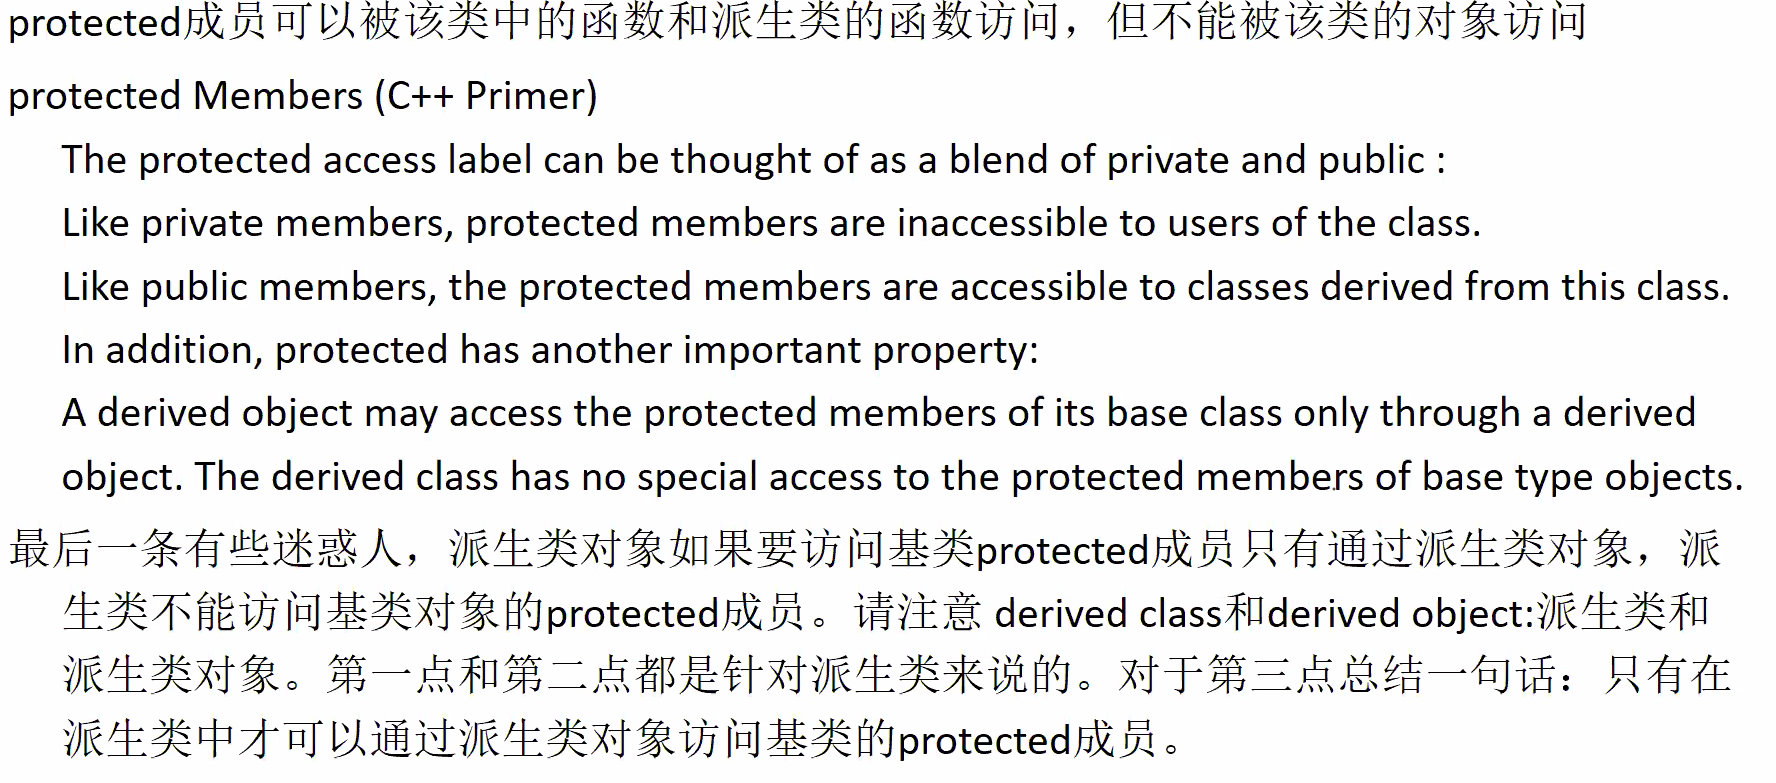 protected成员可以被该类中的函数和派生类的函数访问，但不能被该类的对象访问
protected Members (C++ Primer)
The protected access label can be thought of as a blend of private and public :
Like private members, protected members are inaccessible to users of the class.
Like public members, the protected members are accessible to classes derived from this class.
In addition, protected has another important property:
A derived object may access the protected members of its base class only through a derived
object. The derived class has no special access to the protected members of base type objects.
最后一条有些迷惑人，派生类对象如果要访问基类protected成员只有通过派生类对象，派
生类不能访问基类对象的protected成员。请注意 derived class和derived object:派生类和
派生类对象。第一点和第二点都是针对派生类来说的。对于第三点总结一句话：只有在
派生类中才可以通过派生类对象访问基类的protected成员。